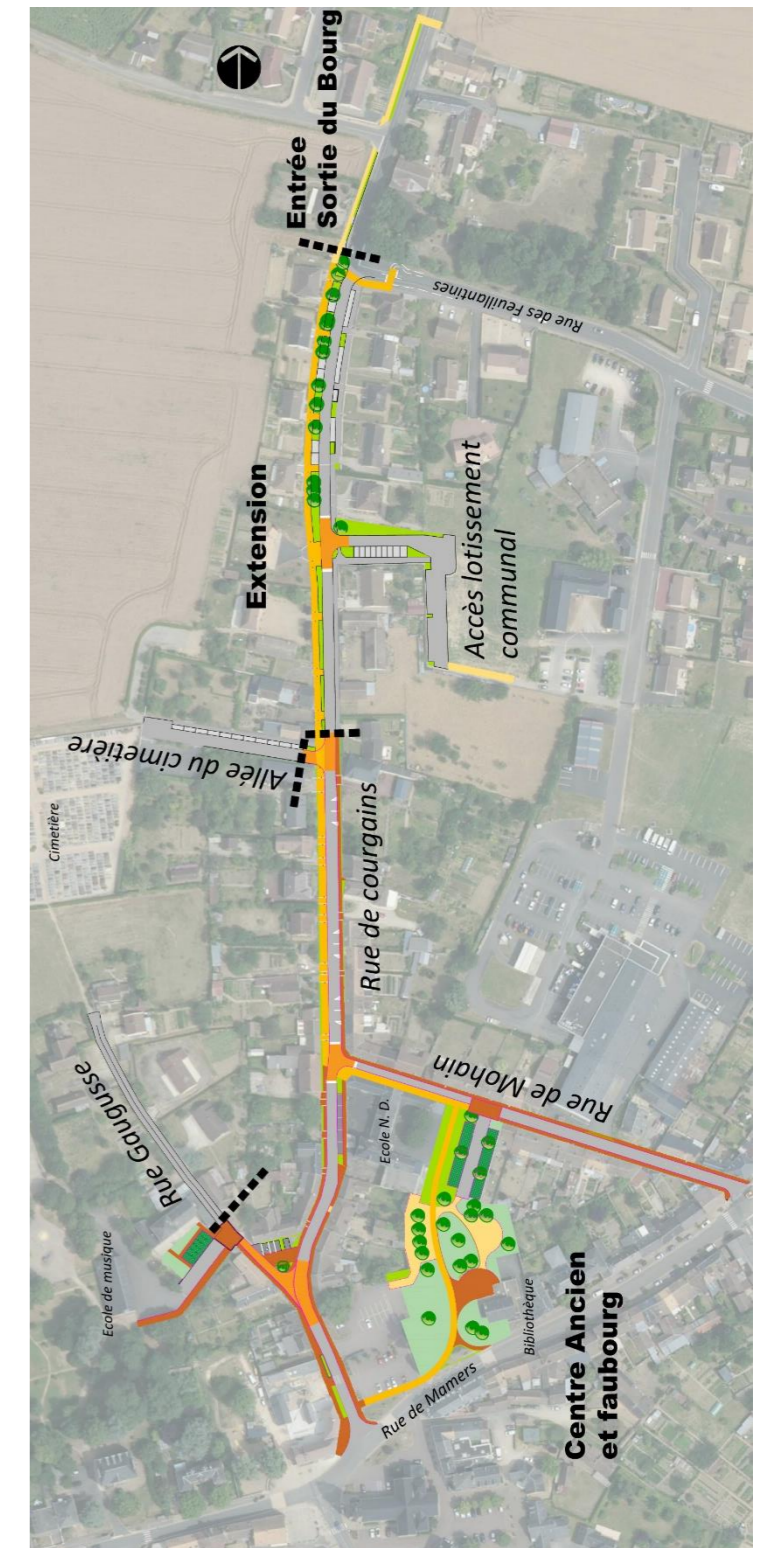 Entrée
Sortie du Bourg
Rue des Feuillantines
Extension
Accès lotissement
communal
Allée du cimetière
Cimetière
Rue de courgains
Rue Gaugusse
Rue de Mohain
Ecole N. D.
Ecole de musique
Bibliothèque
Rue de Mamers
Centre Ancien
et faubourg